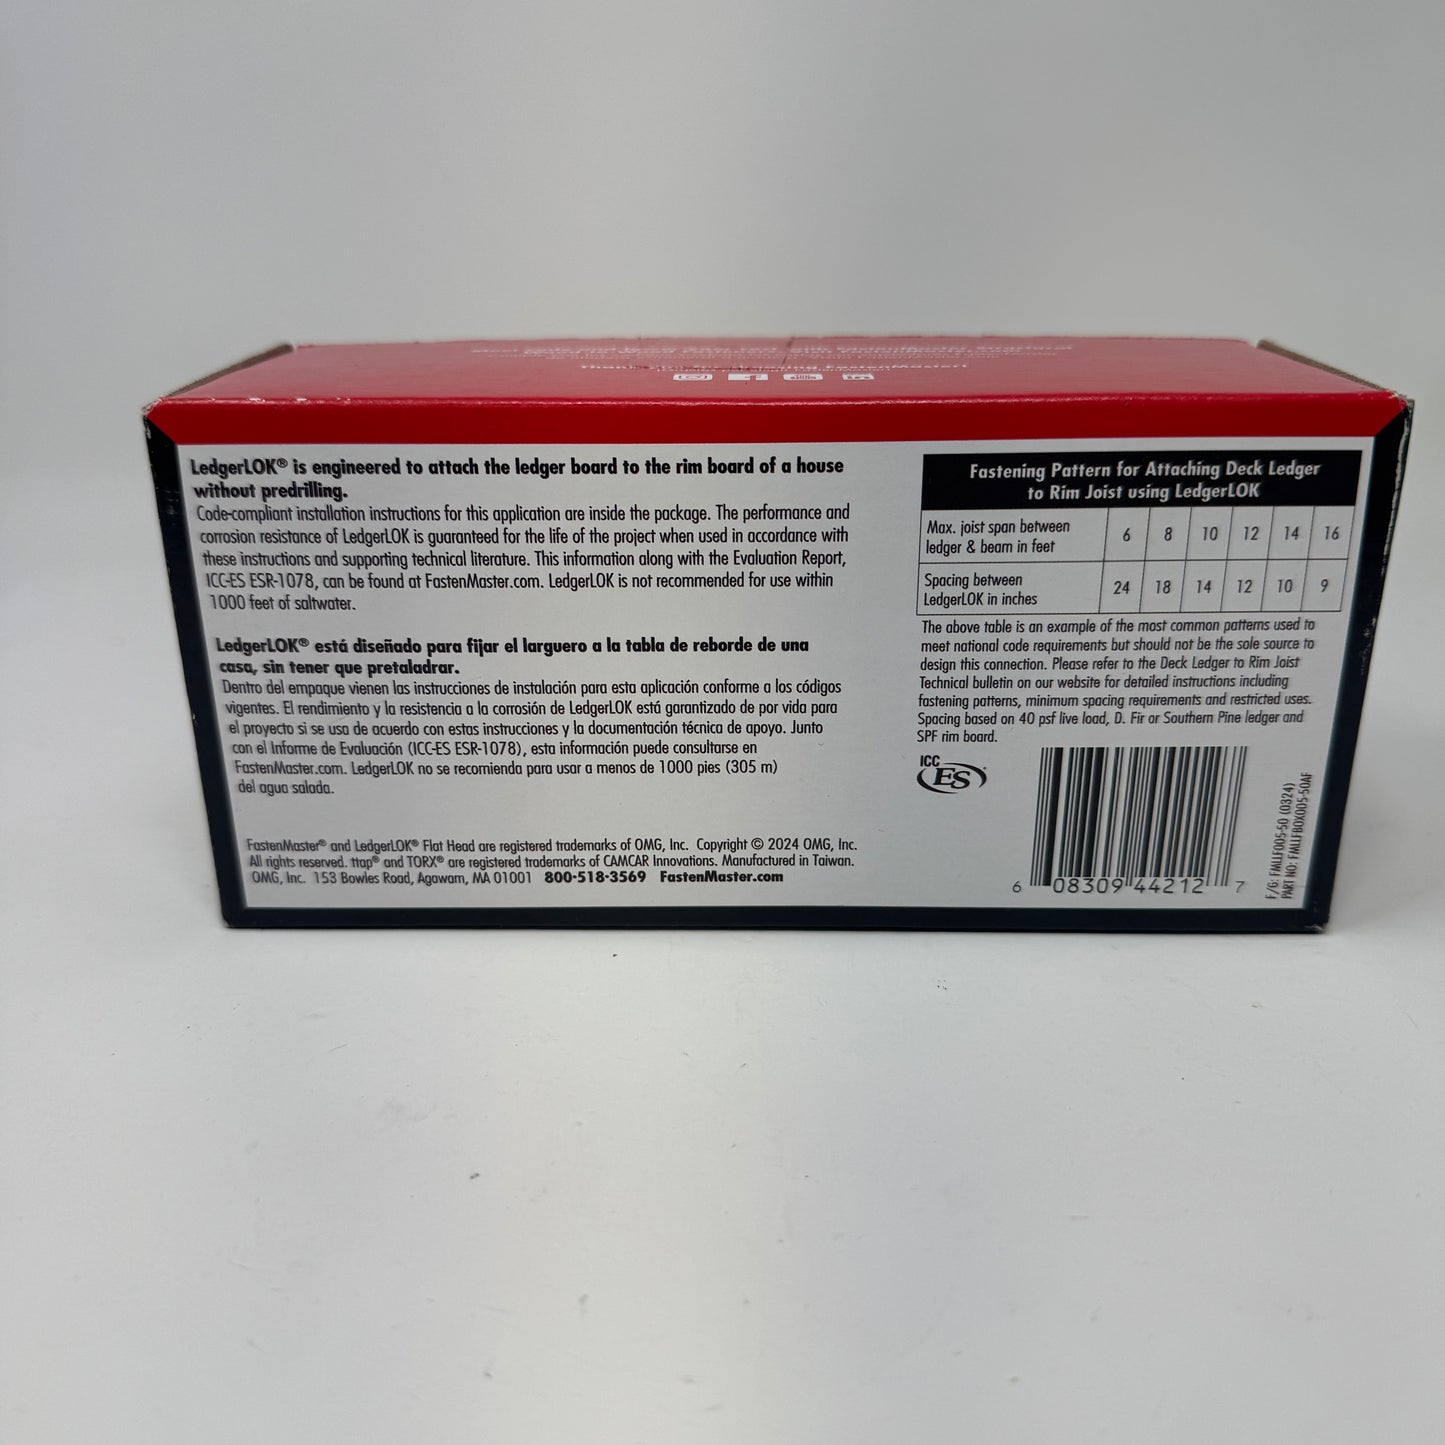 FastenMaster!
LedgerLOK® is engineered to attach the ledger board to the rim board of a house
without predrilling.
Code-compliant installation instructions for this application are inside the package. The performance and
corrosion resistance of LedgerLOK is guaranteed for the life of the project when used in accordance with
these instructions and supporting technical literature. This information along with the Evaluation Report,
ICC-ES ESR-1078, can be found at FastenMaster.com. LedgerLOK is not recommended for use within
1000 feet of saltwater.
LedgerLOK® está diseñado para fijar el larguero a la tabla de reborde de una
casa, sin tener que pretaladrar.
Dentro del empaque vienen las instrucciones de instalación para esta aplicación conforme a los códigos
vigentes. El rendimiento y la resistencia a la corrosión de LedgerLOK está garantizado de por vida para
el proyecto si se usa de acuerdo con estas instrucciones y la documentación técnica de apoyo. Junto
con el Informe de Evaluación (ICC-ES ESR-1078), esta información puede consultarse en
FastenMaster.com. LedgerLOK no se recomienda para usar a menos de 1000 pies (305 m)
del agua salada.
FastenMaster® and LedgerLOK® Flat Head are registered trademarks of OMG, Inc. Copyright © 2024 OMG, Inc.
All rights reserved. ttap® and TORX® are registered trademarks of CAMCAR Innovations. Manufactured in Taiwan.
OMG, Inc. 153 Bowles Road, Agawam, MA 01001 800-518-3569 FastenMaster.com
Fastening Pattern for Attaching Deck Ledger
to Rim Joist using LedgerLOK
Max. joist span between
ledger & beam in feet
6 8 10 12 14 16
Spacing between
LedgerLOK in inches
24 18 14 12 10 9
The above table is an example of the most common patterns used to
meet national code requirements but should not be the sole source to
design this connection. Please refer to the Deck Ledger to Rim Joist
Technical bulletin on our website for detailed instructions including
fastening patterns, minimum spacing requirements and restricted uses.
Spacing based on 40 psf live load, D. Fir or Southern Pine ledger and
SPF rim board.
ICC
ES
6 08309 44212 7
F/G: FMLLF005-50 (0324)
PART NO: FMLLFBOX005-50AF